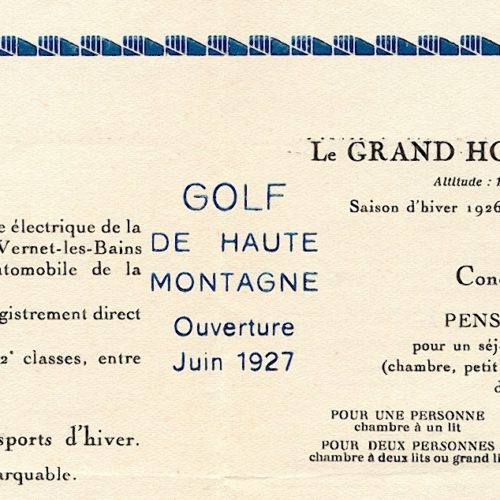 e électrique de la
Vernet-les-Bains
utomobile de la
gistrement direct
2ᵉ classes, entre
sports d'hiver.
arquable.
GOLF
DE HAUTE
MONTAGNE
Ouverture
Juin 1927
Le GRAND HO
Altitude : 1
Saison d'hiver 1926
Con
PENS
pour un séj
(chambre, petit
d
POUR UNE PERSONNE
chambre à un lit
POUR DEUX PERSONNES
chambre à deux lits ou grand li